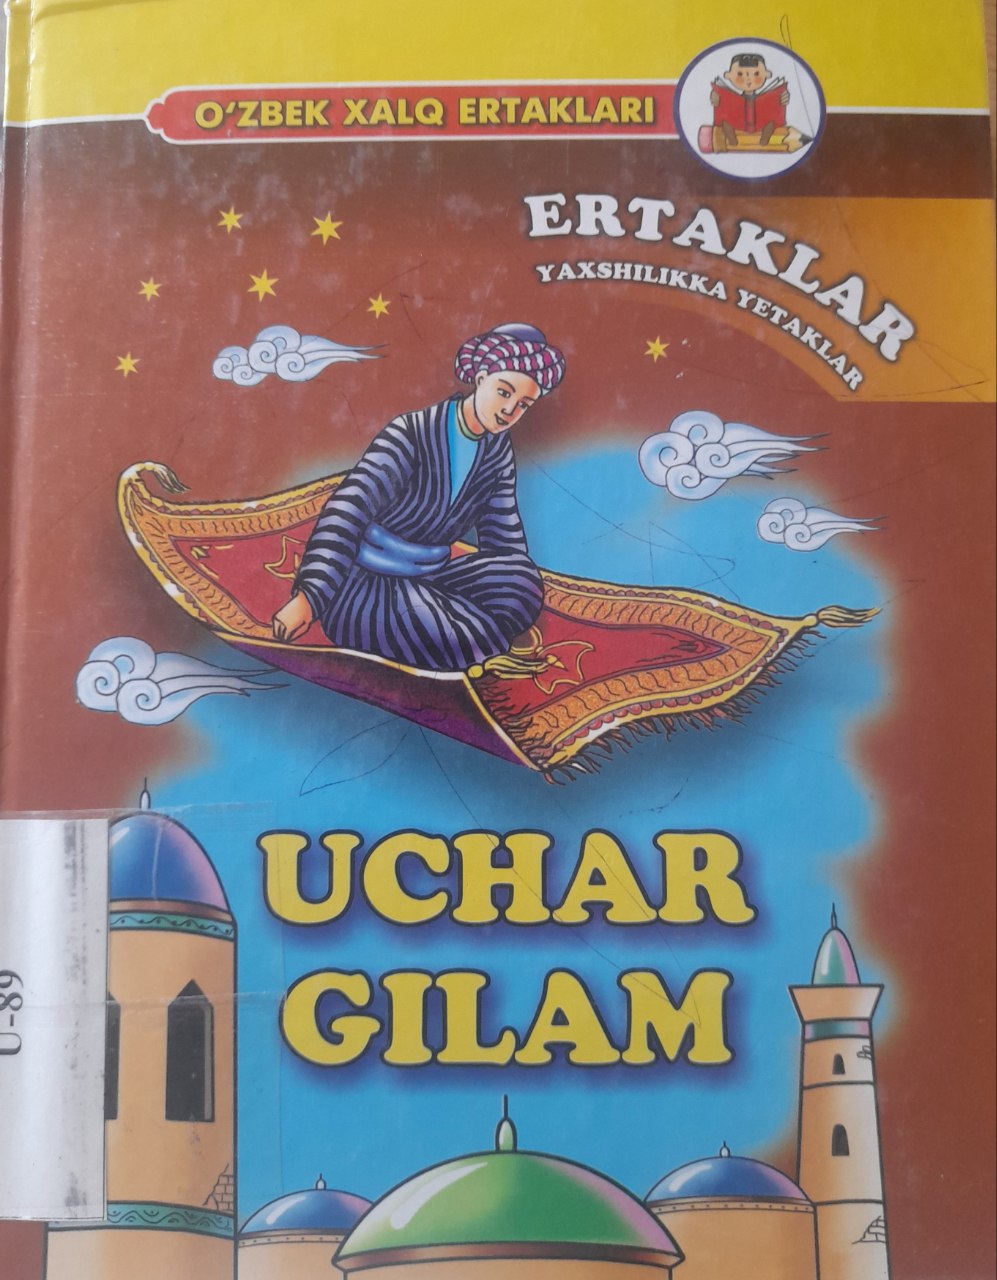 O'ZBEK XALQ ERTAKLARI
ERTAKLAR
YAXSHILIKKA YETAKLAR
UCHAR
GILAM
U-89